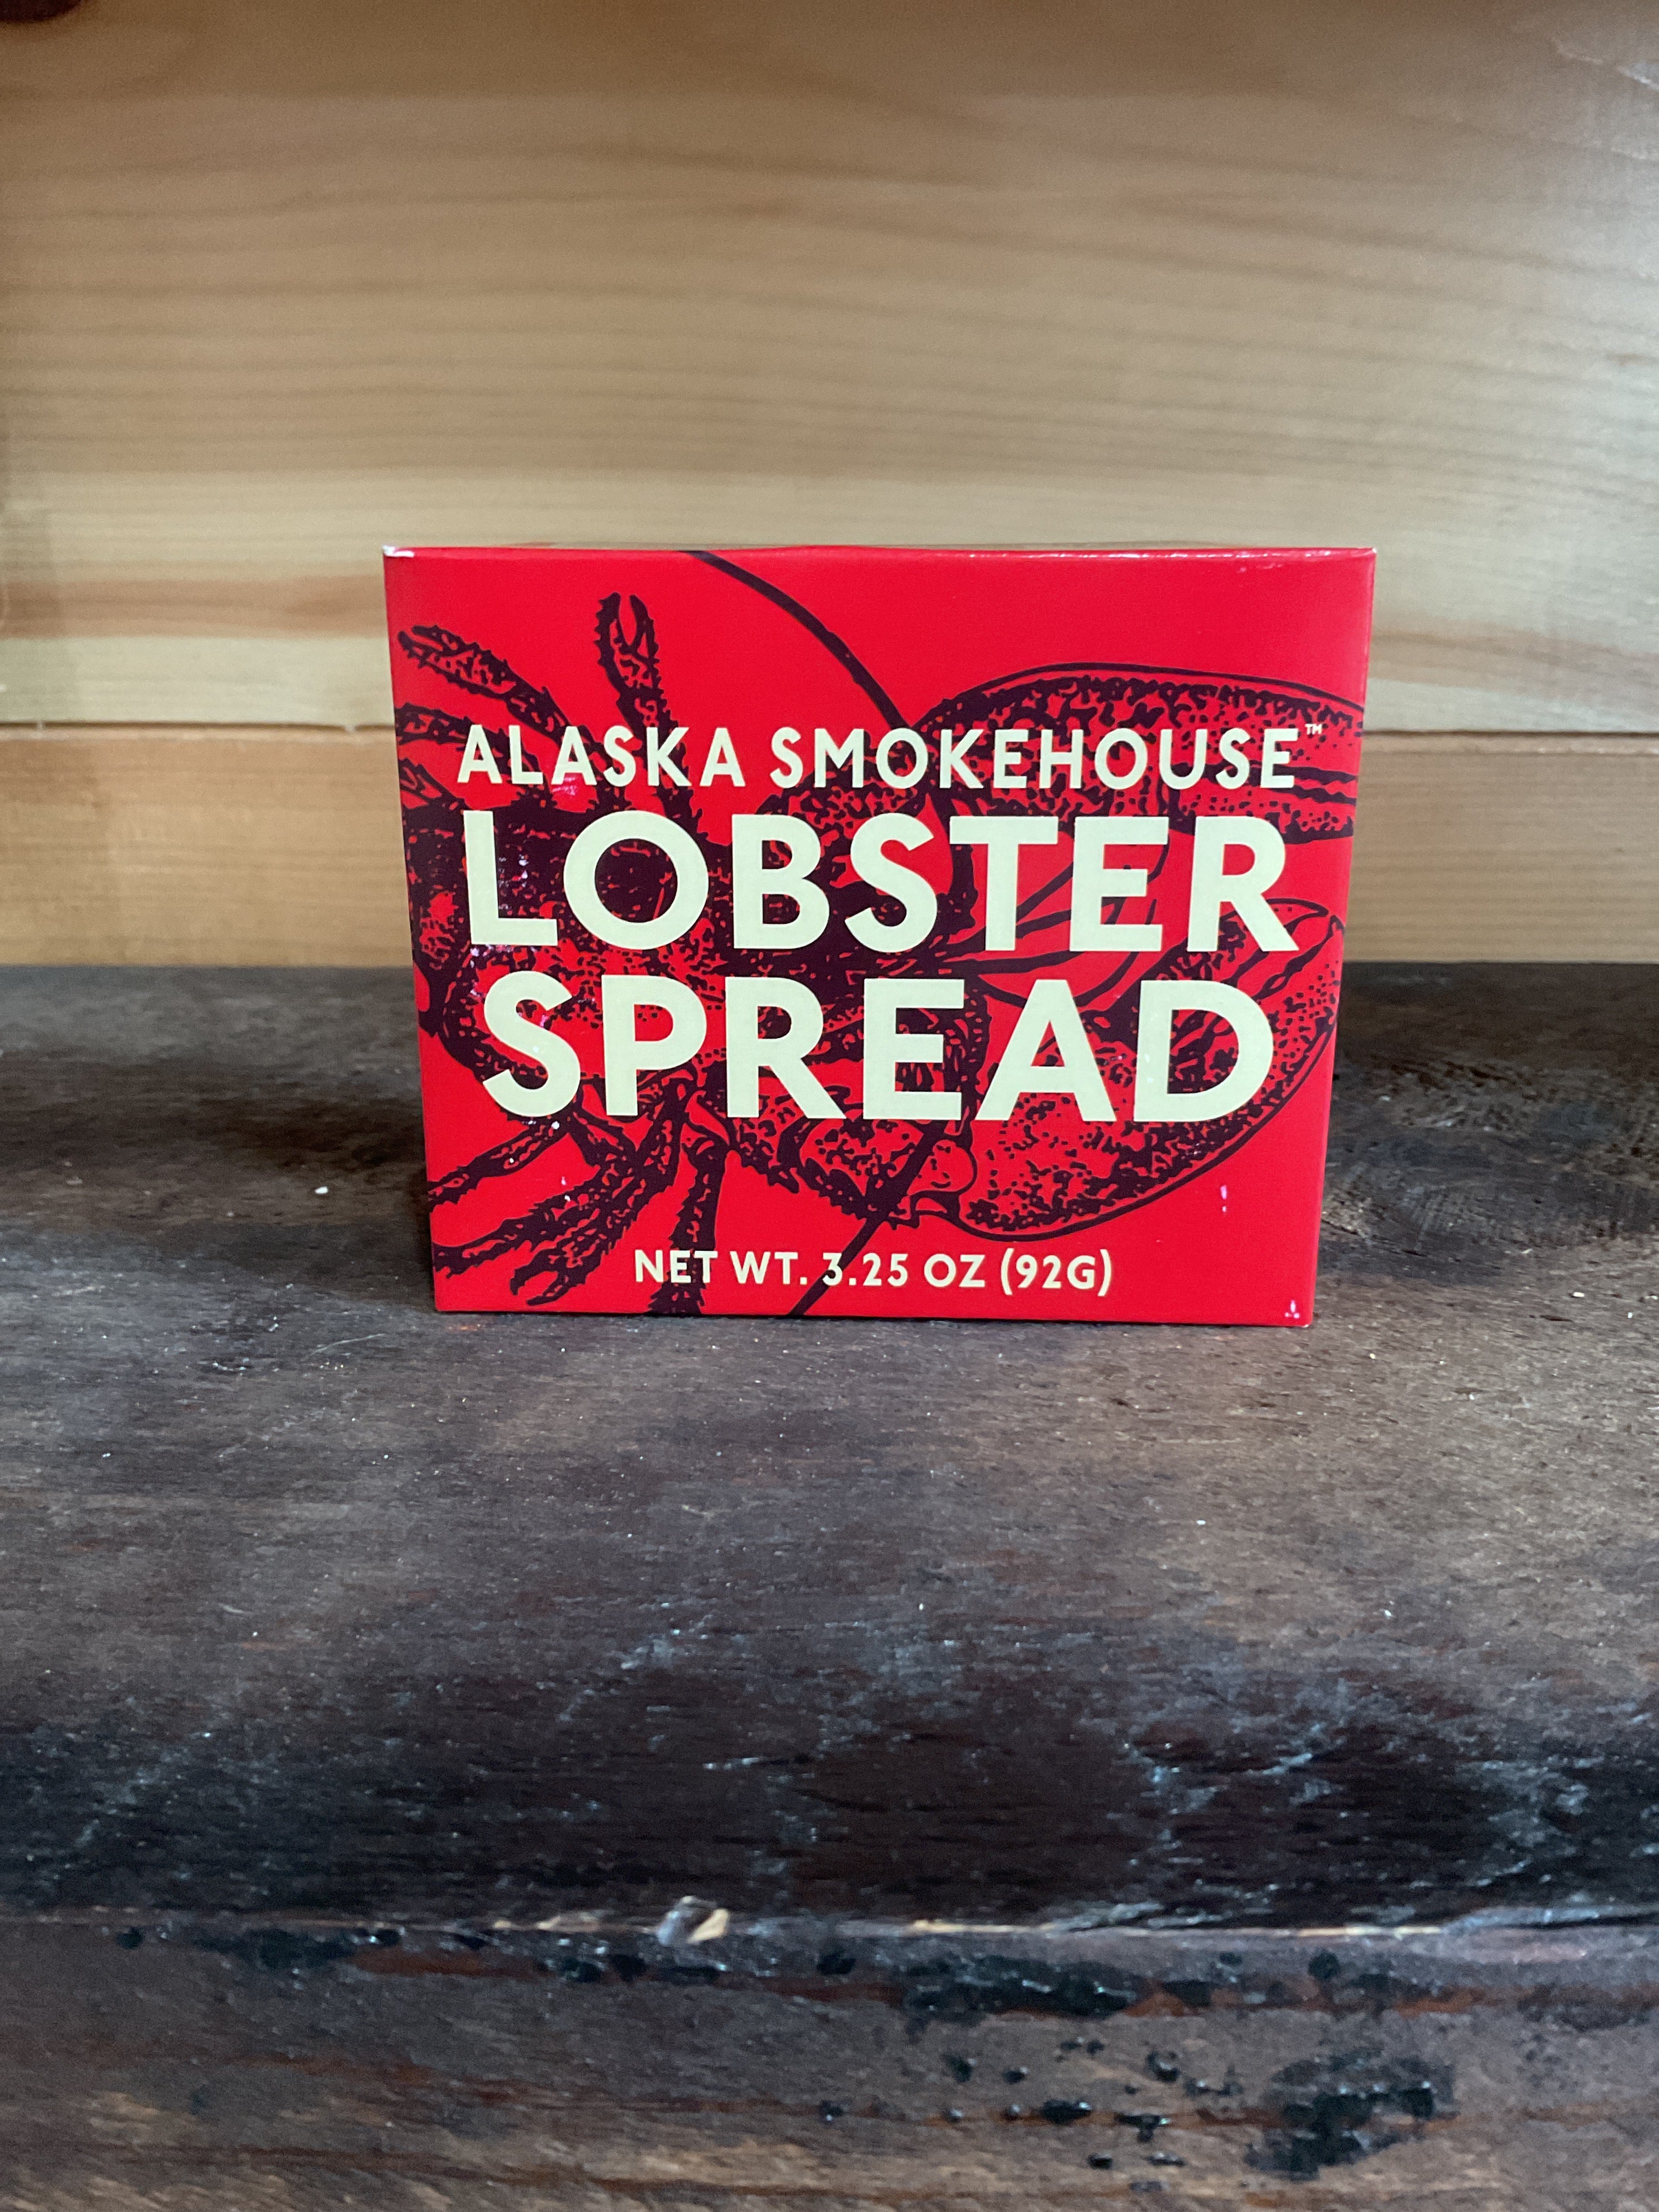 ALASKA SMOKEHOUSE™
LOBSTER
SPREAD
NET WT. 3.25 OZ (92G)